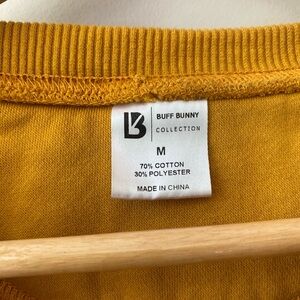 BUFF BUNNY
COLLECTION
M
70% COTTON
30% POLYESTER
MADE IN CHINA